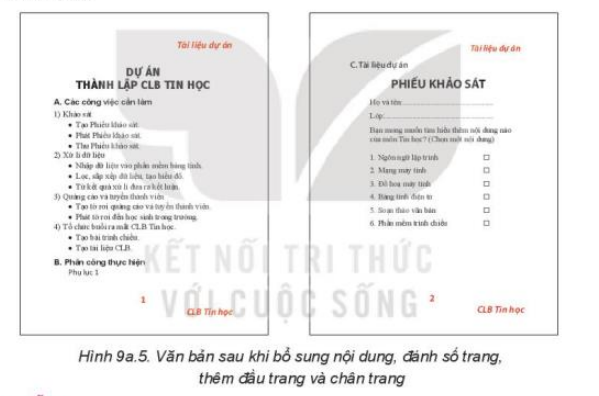 Tài liệu dự án
DỰ ÁN
THÀNH LẬP CLB TIN HỌC
A. Các công việc cần làm
1) Khảo sát
• Tạo Phiếu khảo sát.
• Phát Phiếu khảo sát.
• Thu Phiếu khảo sát.
2) Xử lí dữ liệu
• Nhập dữ liệu vào phần mềm bảng tính.
• Lọc, sắp xếp dữ liệu, tạo biểu đồ.
• Từ kết quả xử lí đưa ra kết luận.
3) Quảng cáo và tuyển thành viên
• Tạo tờ rơi quảng cáo và tuyển thành viên.
• Phát tờ rơi đến học sinh trong trường.
4) Tổ chức buổi ra mắt CLB Tin học.
• Tạo bài trình chiếu.
• Tạo tài liệu CLB.
B. Phân công thực hiện
Phụ lục 1
1
CLB Tin học
Tài liệu dự án
C. Tài liệu dự án
PHIẾU KHẢO SÁT
Họ và tên:
Lớp:
Bạn mong muốn tìm hiểu thêm nội dung nào
của môn Tin học? (Chọn một nội dung)
1. Ngôn ngữ lập trình
2. Mạng máy tính
3. Đồ hoạ máy tính
4. Bảng tính điện tử
5. Soạn thảo văn bản
6. Phần mềm trình chiếu
2
CLB Tin học
KẾT NỐI TRI THỨC
VỚI CUỘC SỐNG
Hình 9a.5. Văn bản sau khi bổ sung nội dung, đánh số trang,
thêm đầu trang và chân trang